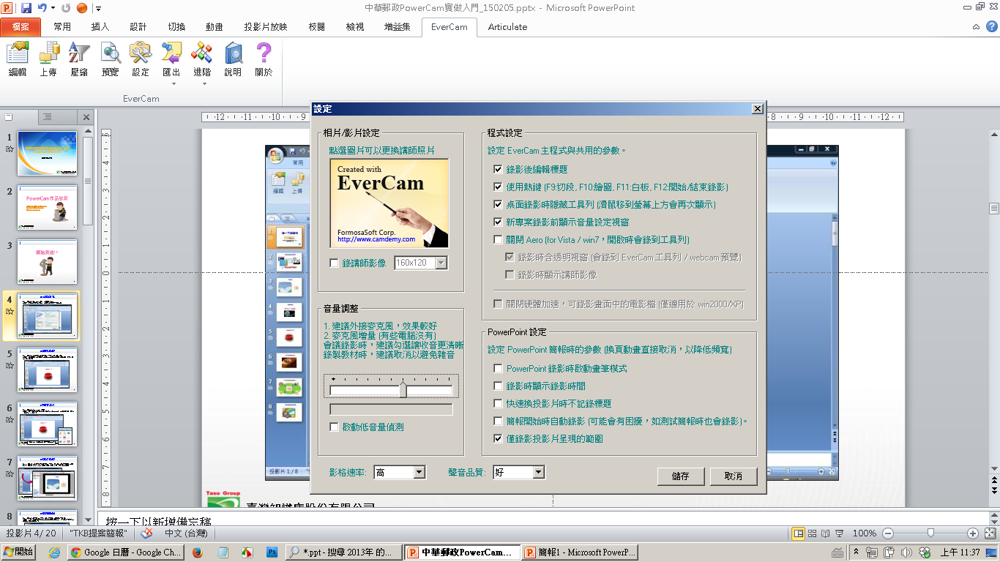 中華郵政PowerCam實做入門_150205.pptx - Microsoft PowerPoint
檔案 常用 插入 設計 切換 動畫 投影片放映 校閱 檢視 增益集 EverCam Articulate
編輯 上傳 壓縮 預覽 設定 匯出 進階 說明 關於
EverCam
設定
相片/影片設定
點選圖片可以更換講師照片
Created with
EverCam
FormosaSoft Corp.
http://www.camdemy.com
錄講師影像 160x120
音量調整
1. 建議外接麥克風，效果較好
2. 麥克風增量 (有些電腦沒有)
會議錄影時，建議勾選讓收音更清晰
錄製教材時，建議取消以避免雜音
啟動低音量偵測
影格速率: 高
聲音品質: 好
程式設定
設定 EverCam 主程式與共用的參數。
錄影後編輯標題
使用熱鍵 (F9:切段, F10:繪圖, F11:白板, F12:開始/結束錄影)
桌面錄影時隱藏工具列 (滑鼠移到螢幕上方會再次顯示)
新專案錄影前顯示音量設定視窗
關閉 Aero (for Vista / win7，開啟時會錄到工具列)
錄影時含透明視窗 (會錄到 EverCam 工具列 / webcam 預覽)
錄影時顯示講師影像
關閉硬體加速，可錄影畫面中的電影檔 (僅適用於 win2000/XP)
PowerPoint 設定
設定 PowerPoint 簡報時的參數 (換頁動畫直接取消，以降低頻寬)
PowerPoint 錄影時啟動畫筆模式
錄影時顯示錄影時間
快速換投影片時不記錄標題
簡報開始時自動錄影 (可能會有困擾，如測試簡報時也會錄影)。
僅錄影投影片呈現的範圍
儲存 取消
1
2
PowerCam作品欣賞
3
開始實做!!
4
5
6
7
8
常用
編輯 上傳
投影片 1 / 8
Taso Group
臺灣知識庫股份有限公司
按一下以新增備忘稿
投影片 4/ 20 "TKB提案簡報" 中文 (台灣) 100%
開始 Google 日曆 - Google Ch... *.ppt - 搜尋 2013年 的... 中華郵政PowerCam... 簡報1 - Microsoft PowerP... 上午 11:37